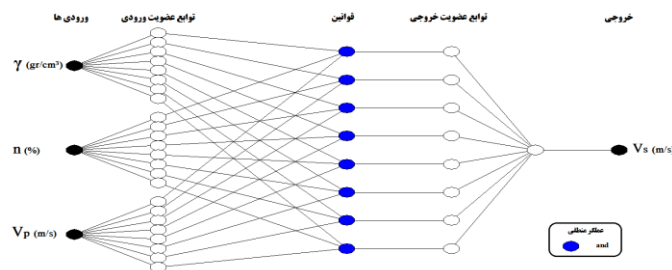 ورودی ها
توابع عضویت ورودی
قوانین
توابع عضویت خروجی
خروجی
γ (gr/cm³)
n (%)
Vs (m/s)
Vp (m/s)
عملگر منطقی
and